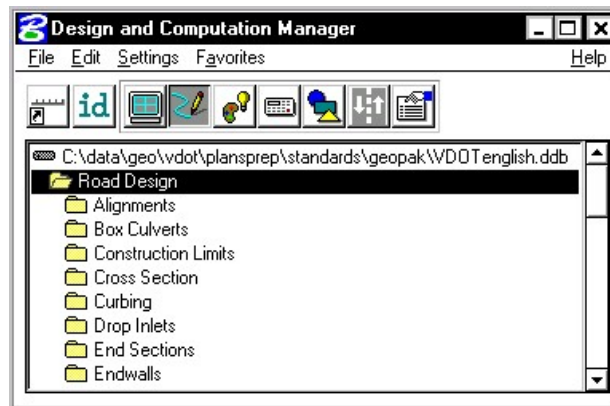 Design and Computation Manager
File Edit Settings Favorites Help
id
C:\data\geo\vdot\plansprep\standards\geopak\VDOTenglish.ddb
Road Design
Alignments
Box Culverts
Construction Limits
Cross Section
Curbing
Drop Inlets
End Sections
Endwalls